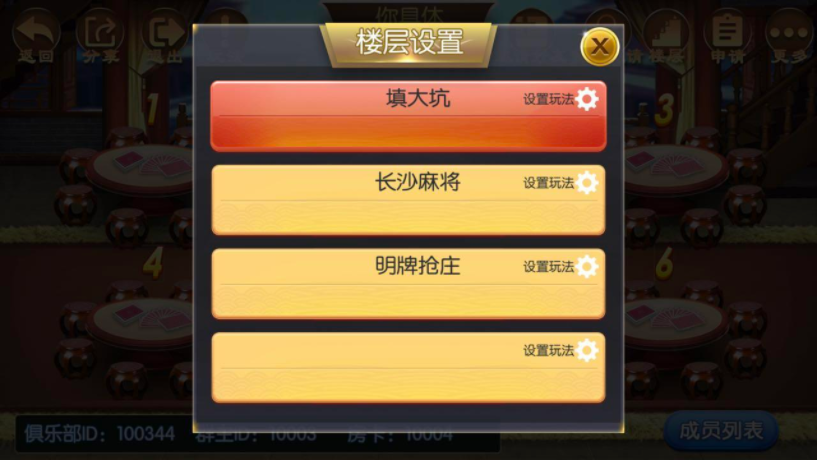 你是休
楼层设置
返回
分享
退出
申请
更多
填大坑 设置玩法
1
3
长沙麻将 设置玩法
明牌抢庄 设置玩法
4
6
设置玩法
俱乐部ID：100344 群主ID：10003 房卡：10004
成员列表